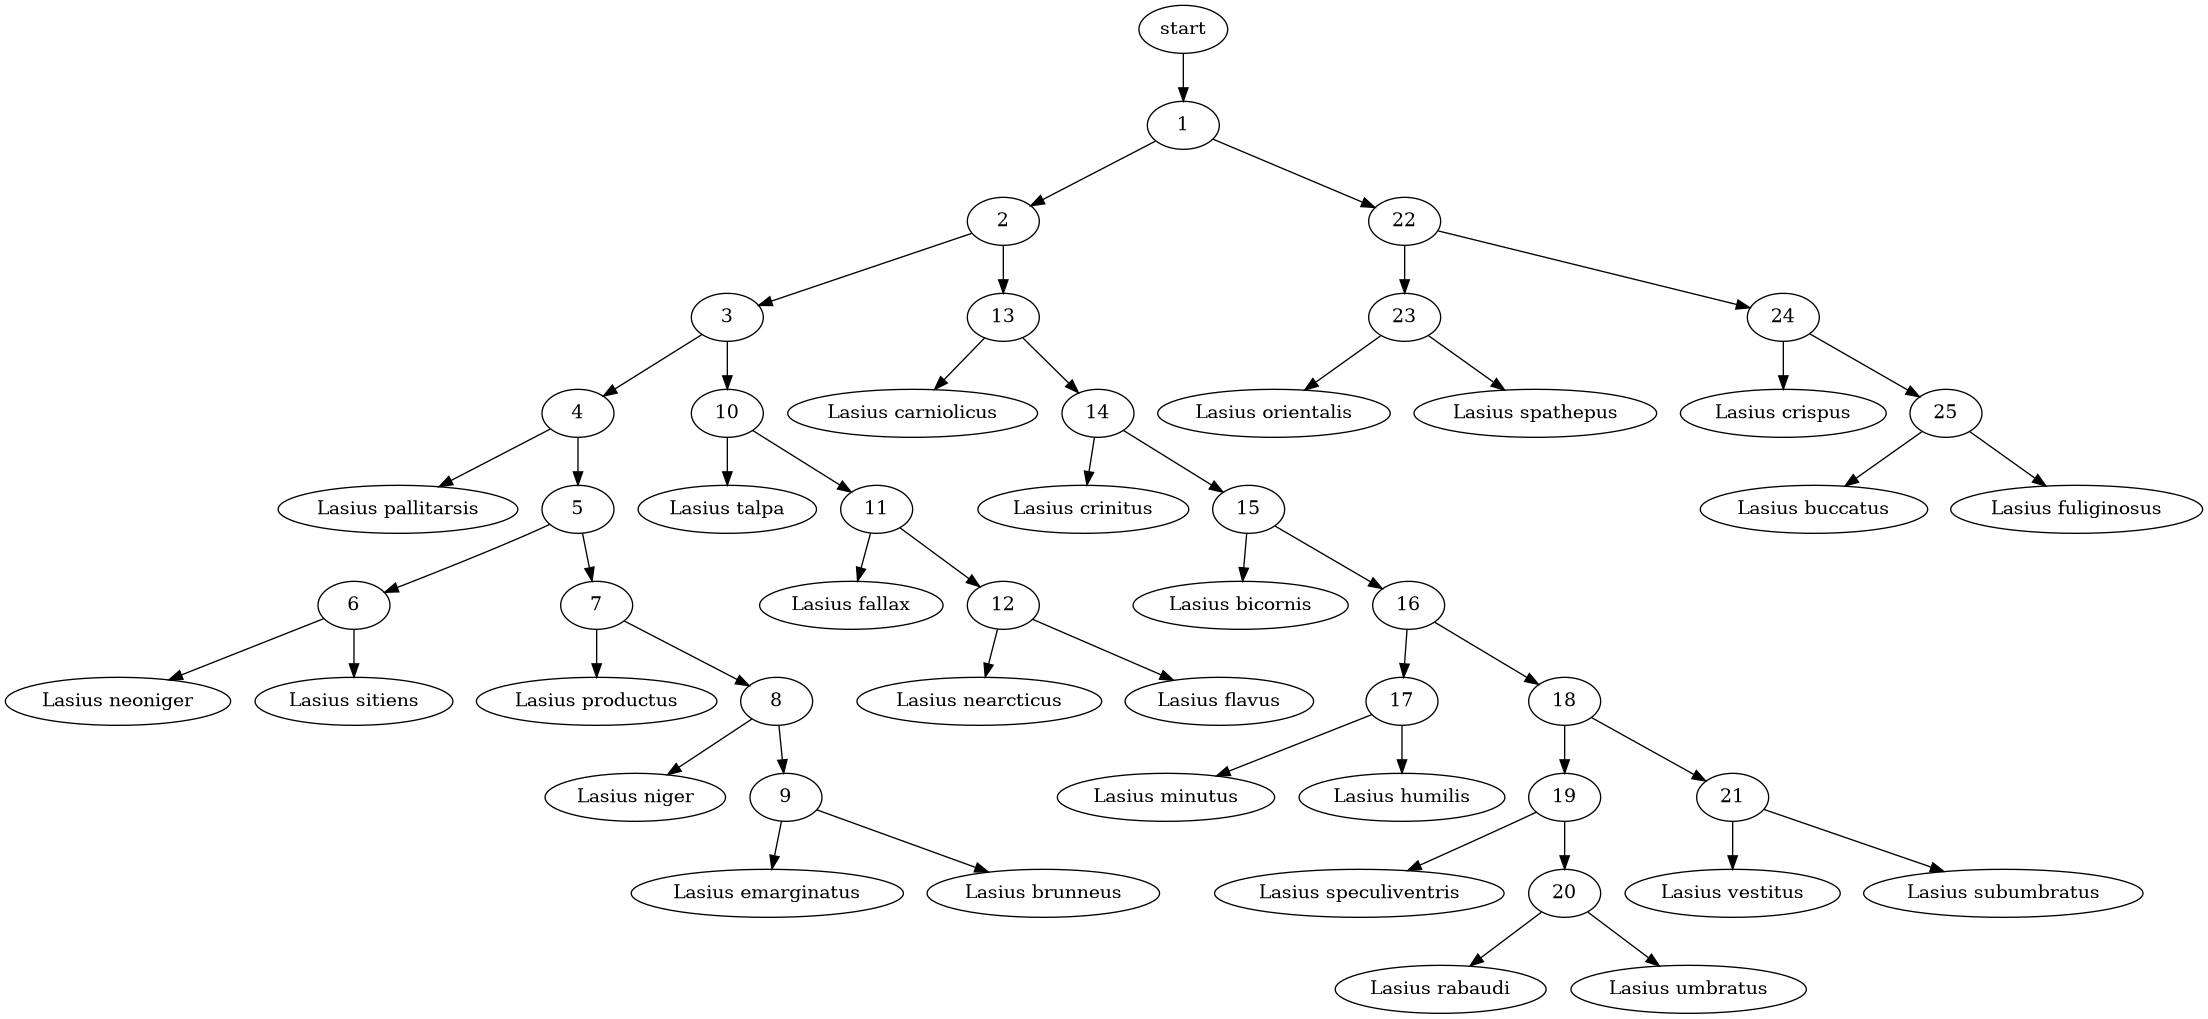 start
1
2
22
3
13
23
24
4
10
Lasius carniolicus
14
Lasius orientalis
Lasius spathepus
Lasius crispus
25
Lasius pallitarsis
5
Lasius talpa
11
Lasius crinitus
15
Lasius buccatus
Lasius fuliginosus
6
7
Lasius fallax
12
Lasius bicornis
16
Lasius neoniger
Lasius sitiens
Lasius productus
8
Lasius nearcticus
Lasius flavus
17
18
Lasius niger
9
Lasius minutus
Lasius humilis
19
21
Lasius emarginatus
Lasius brunneus
Lasius speculiventris
20
Lasius vestitus
Lasius subumbratus
Lasius rabaudi
Lasius umbratus